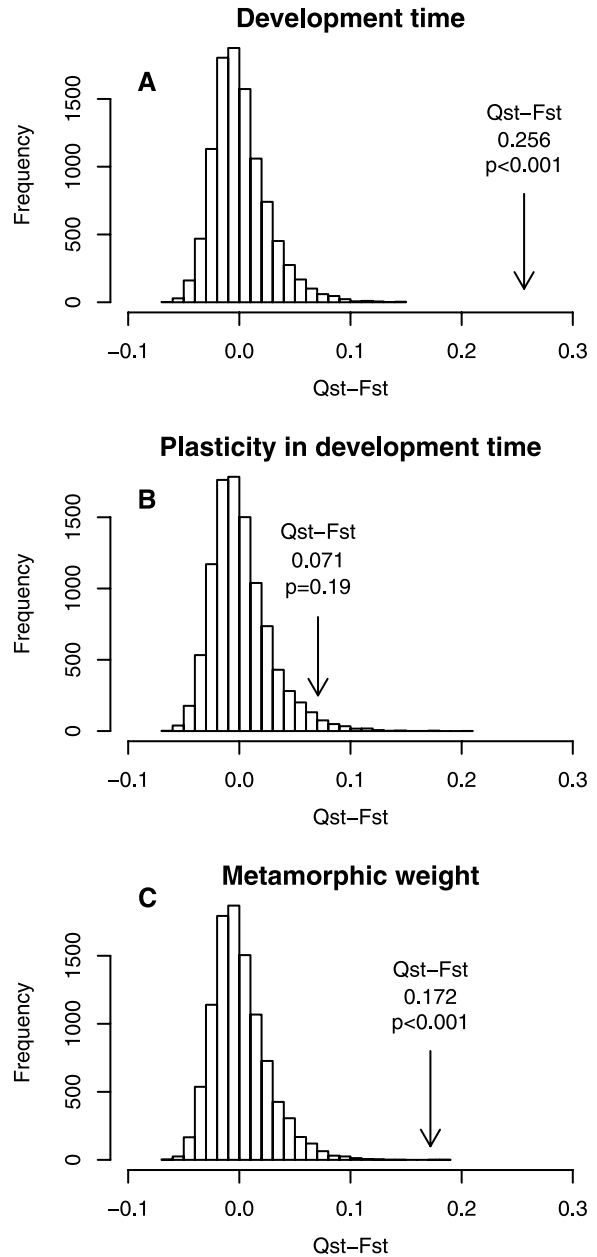 Development time
A
Frequency
0
500
1000
1500
Qst−Fst
0.256
p<0.001
−0.1 0.0 0.1 0.2 0.3
Qst−Fst
Plasticity in development time
B
Frequency
0
500
1000
1500
Qst−Fst
0.071
p=0.19
−0.1 0.0 0.1 0.2 0.3
Qst−Fst
Metamorphic weight
C
Frequency
0
500
1000
1500
Qst−Fst
0.172
p<0.001
−0.1 0.0 0.1 0.2 0.3
Qst−Fst